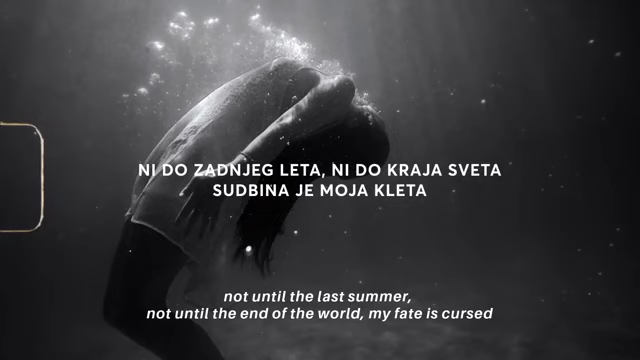 NI DO ZADNJEG LETA, NI DO KRAJA SVETA
SUDBINA JE MOJA KLETA
not until the last summer,
not until the end of the world, my fate is cursed